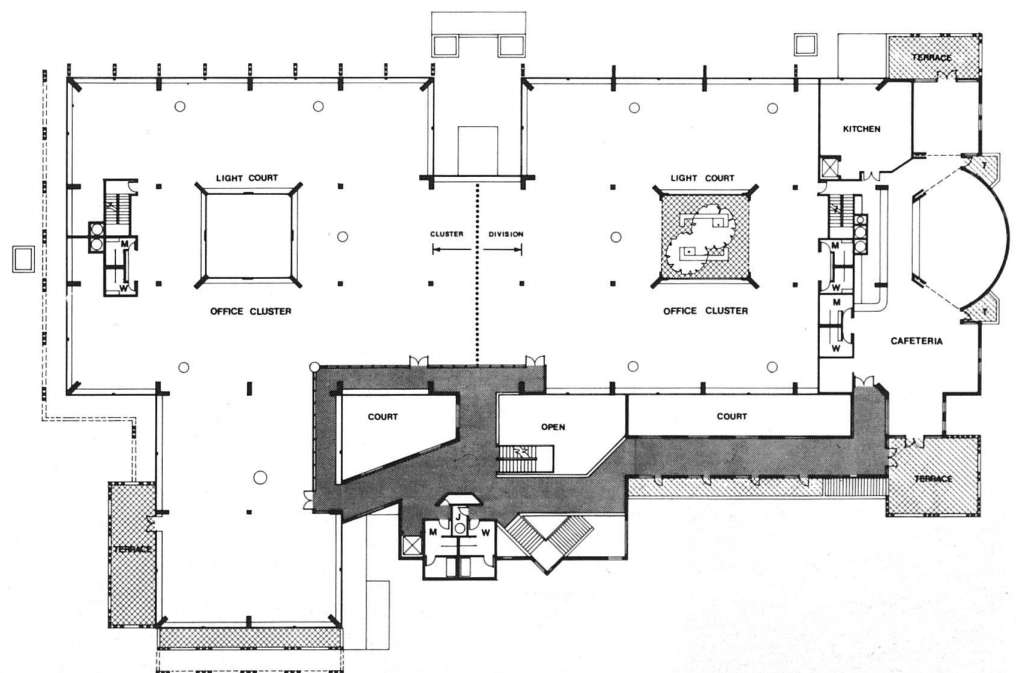 TERRACE
KITCHEN
LIGHT COURT
LIGHT COURT
T
CLUSTER DIVISION
M
W
M
W
M
W
OFFICE CLUSTER
OFFICE CLUSTER
T
CAFETERIA
COURT
OPEN
COURT
TERRACE
J
M
W
TERRACE